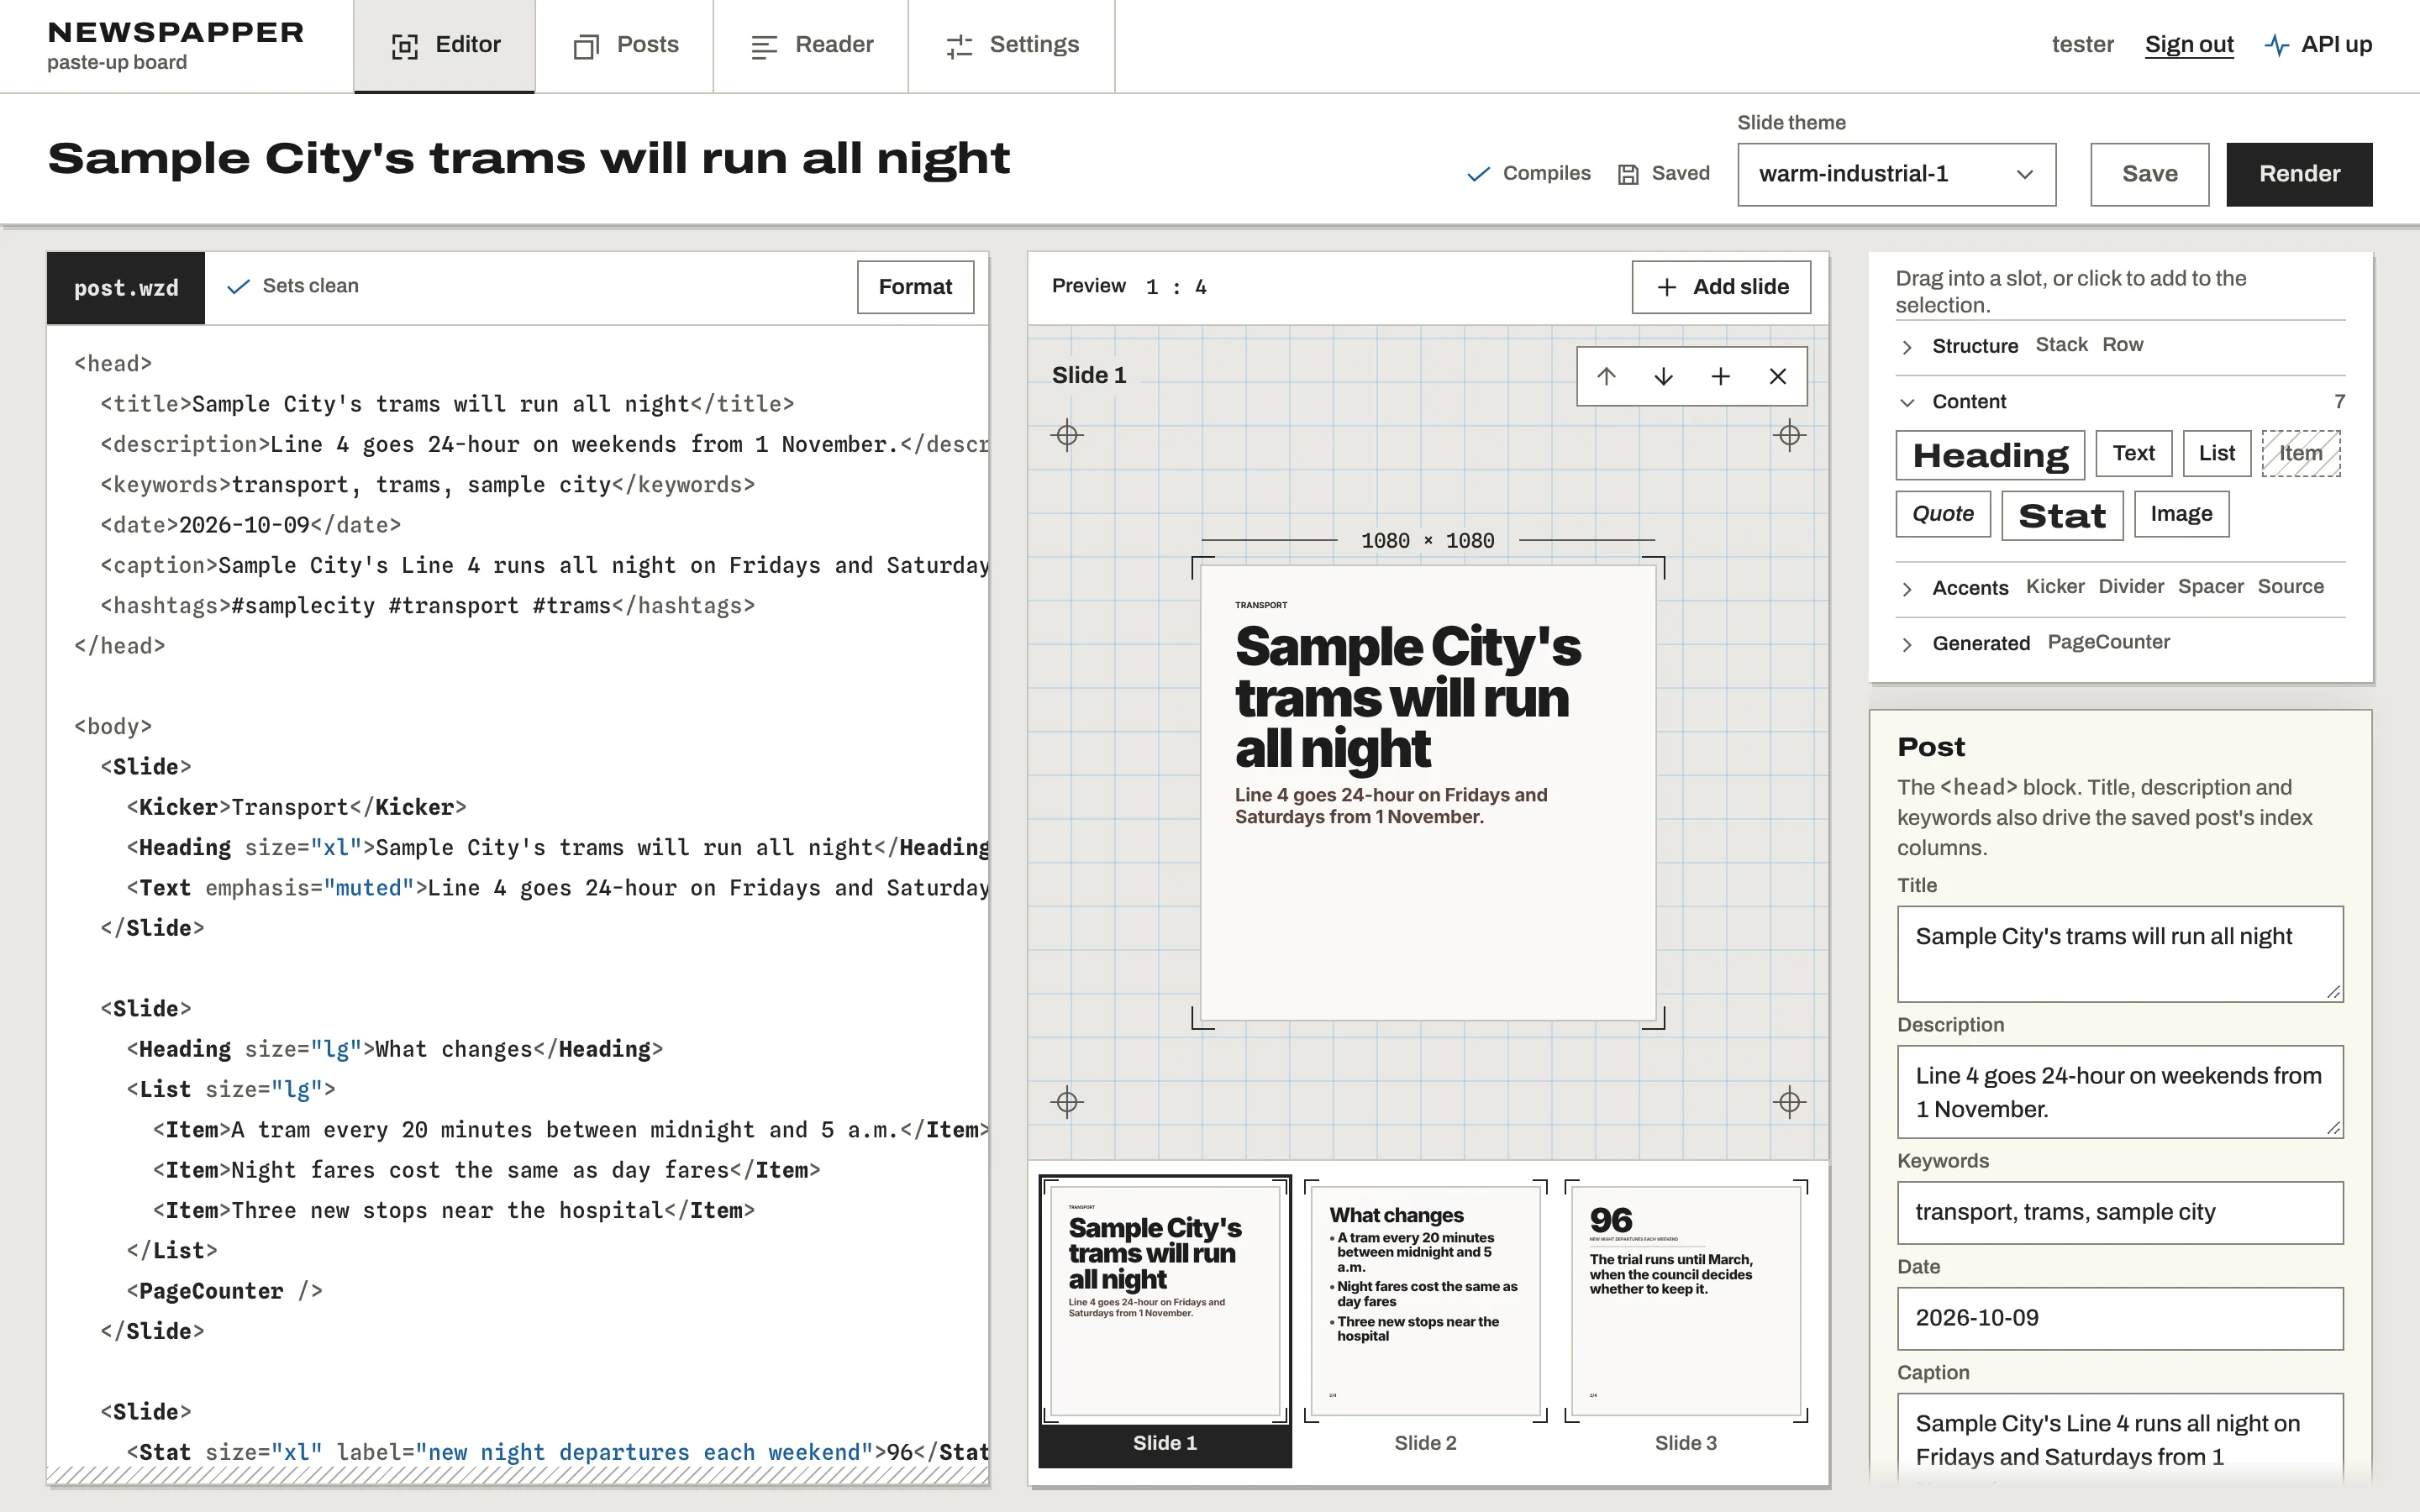 NEWSPAPPER
paste-up board
Editor
Posts
Reader
Settings
tester
Sign out
API up
Sample City's trams will run all night
Compiles
Saved
Slide theme
warm-industrial-1
Save
Render
post.wzd
Sets clean
Format
<head>
<title>Sample City's trams will run all night</title>
<description>Line 4 goes 24-hour on weekends from 1 November.</descr
<keywords>transport, trams, sample city</keywords>
<date>2026-10-09</date>
<caption>Sample City's Line 4 runs all night on Fridays and Saturday
<hashtags>#samplecity #transport #trams</hashtags>
</head>
<body>
<Slide>
<Kicker>Transport</Kicker>
<Heading size="xl">Sample City's trams will run all night</Heading
<Text emphasis="muted">Line 4 goes 24-hour on Fridays and Saturday
</Slide>
<Slide>
<Heading size="lg">What changes</Heading>
<List size="lg">
<Item>A tram every 20 minutes between midnight and 5 a.m.</Item>
<Item>Night fares cost the same as day fares</Item>
<Item>Three new stops near the hospital</Item>
</List>
<PageCounter />
</Slide>
<Slide>
<Stat size="xl" label="new night departures each weekend">96</Stat
Preview 1 : 4
Add slide
Slide 1
1080 × 1080
TRANSPORT
Sample City's
trams will run
all night
Line 4 goes 24-hour on Fridays and
Saturdays from 1 November.
TRANSPORT
Sample City's
trams will run
all night
Line 4 goes 24-hour on Fridays and
Saturdays from 1 November.
Slide 1
What changes
• A tram every 20 minutes
between midnight and 5
a.m.
• Night fares cost the same as
day fares
• Three new stops near the
hospital
2/4
Slide 2
96
NEW NIGHT DEPARTURES EACH WEEKEND
The trial runs until March,
when the council decides
whether to keep it.
Slide 3
Drag into a slot, or click to add to the
selection.
Structure Stack Row
Content 7
Heading Text List Item
Quote Stat Image
Accents Kicker Divider Spacer Source
Generated PageCounter
Post
The <head> block. Title, description and
keywords also drive the saved post's index
columns.
Title
Sample City's trams will run all night
Description
Line 4 goes 24-hour on weekends from
1 November.
Keywords
transport, trams, sample city
Date
2026-10-09
Caption
Sample City's Line 4 runs all night on
Fridays and Saturdays from 1